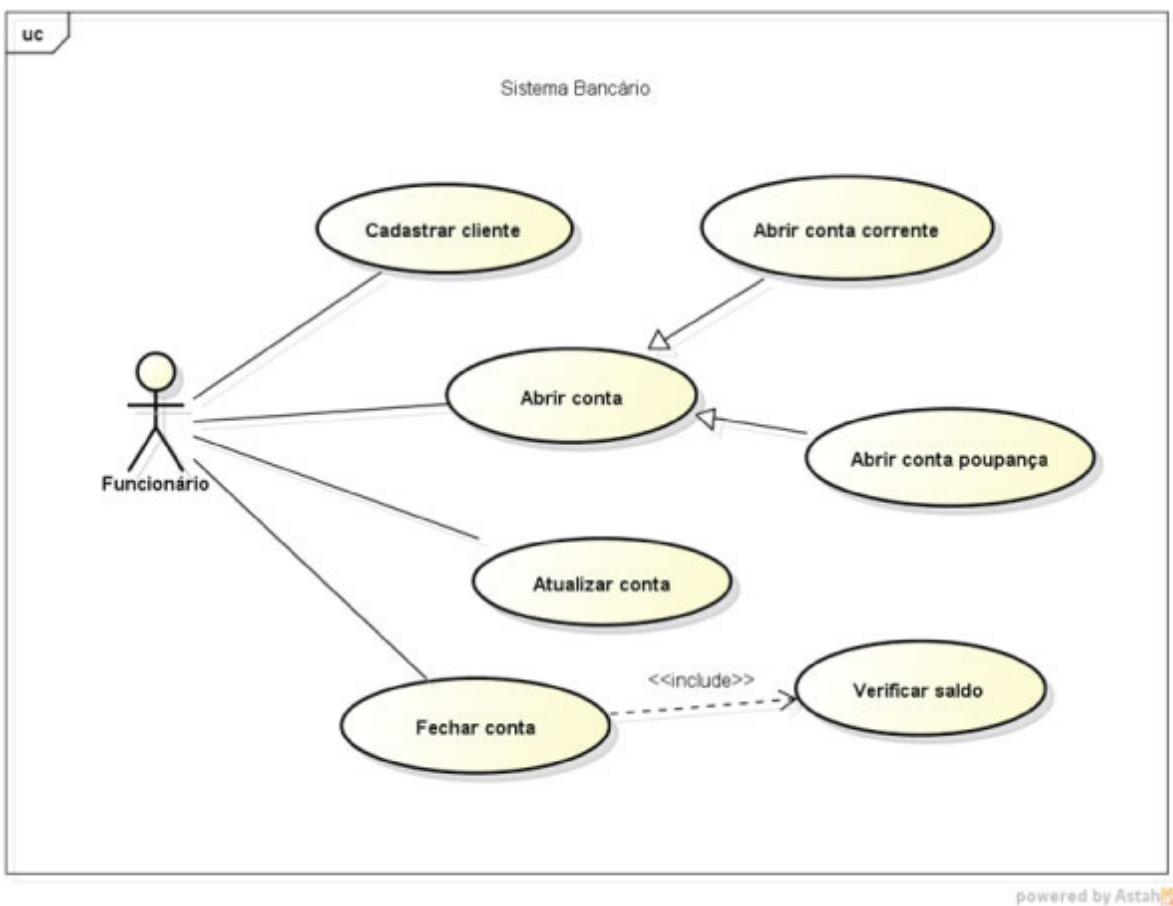 uc
Sistema Bancário
Cadastrar cliente
Abrir conta corrente
Abrir conta
Abrir conta poupança
Funcionário
Atualizar conta
<<include>>
Verificar saldo
Fechar conta
powered by Astah